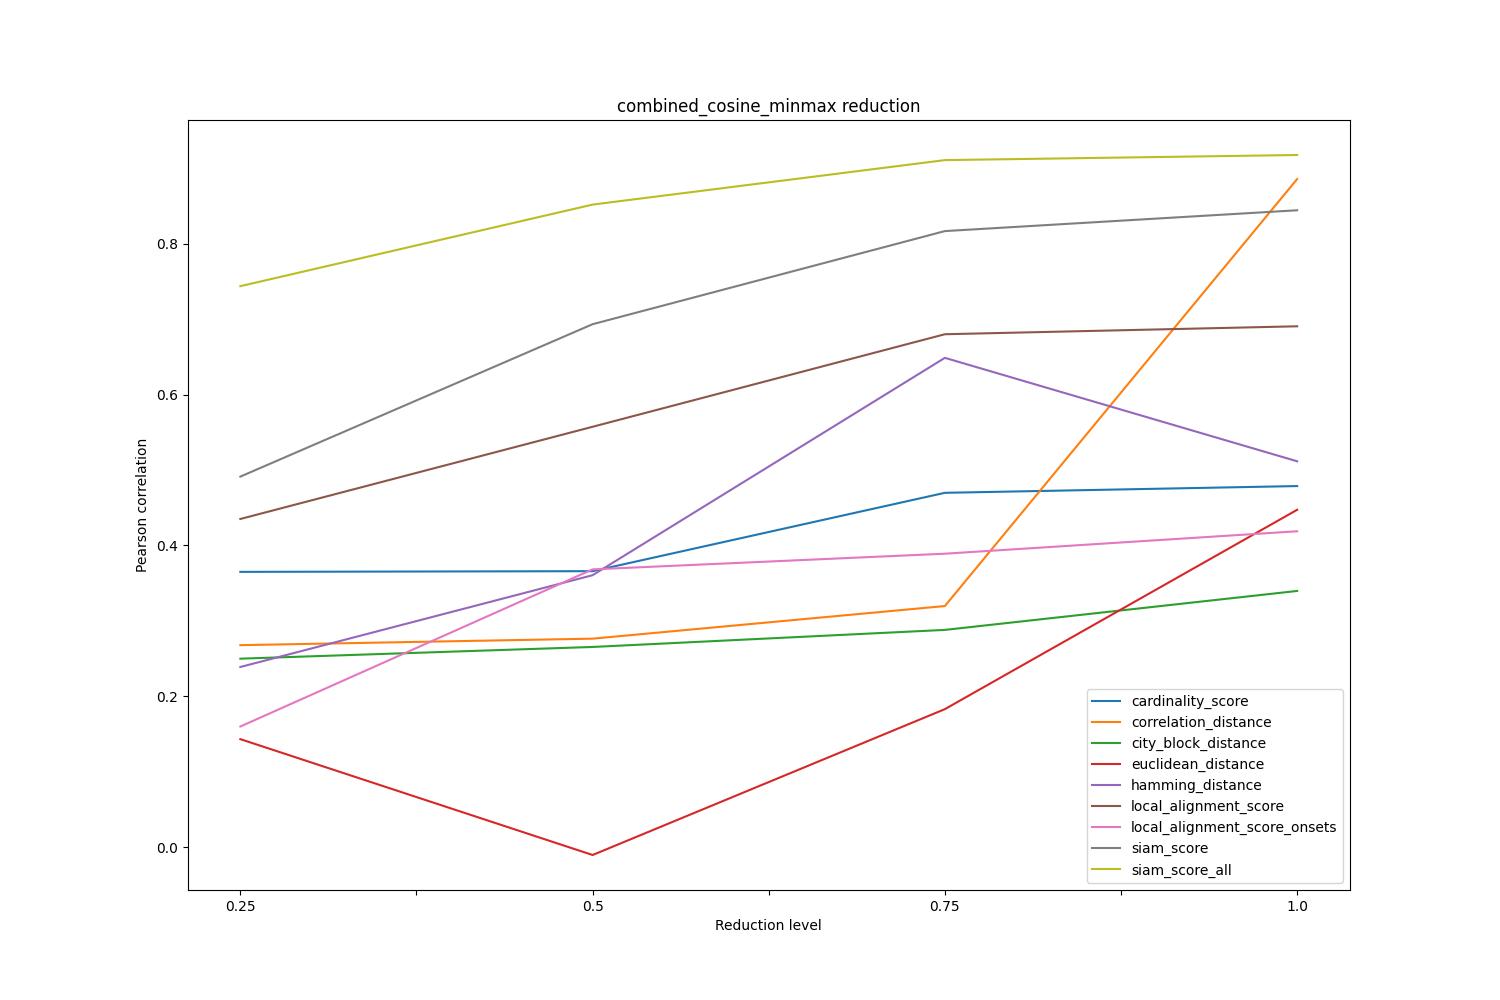 combined_cosine_minmax reduction
Pearson correlation
0.8
0.6
0.4
0.2
0.0
0.25
0.5
0.75
1.0
Reduction level
cardinality_score
correlation_distance
city_block_distance
euclidean_distance
hamming_distance
local_alignment_score
local_alignment_score_onsets
siam_score
siam_score_all